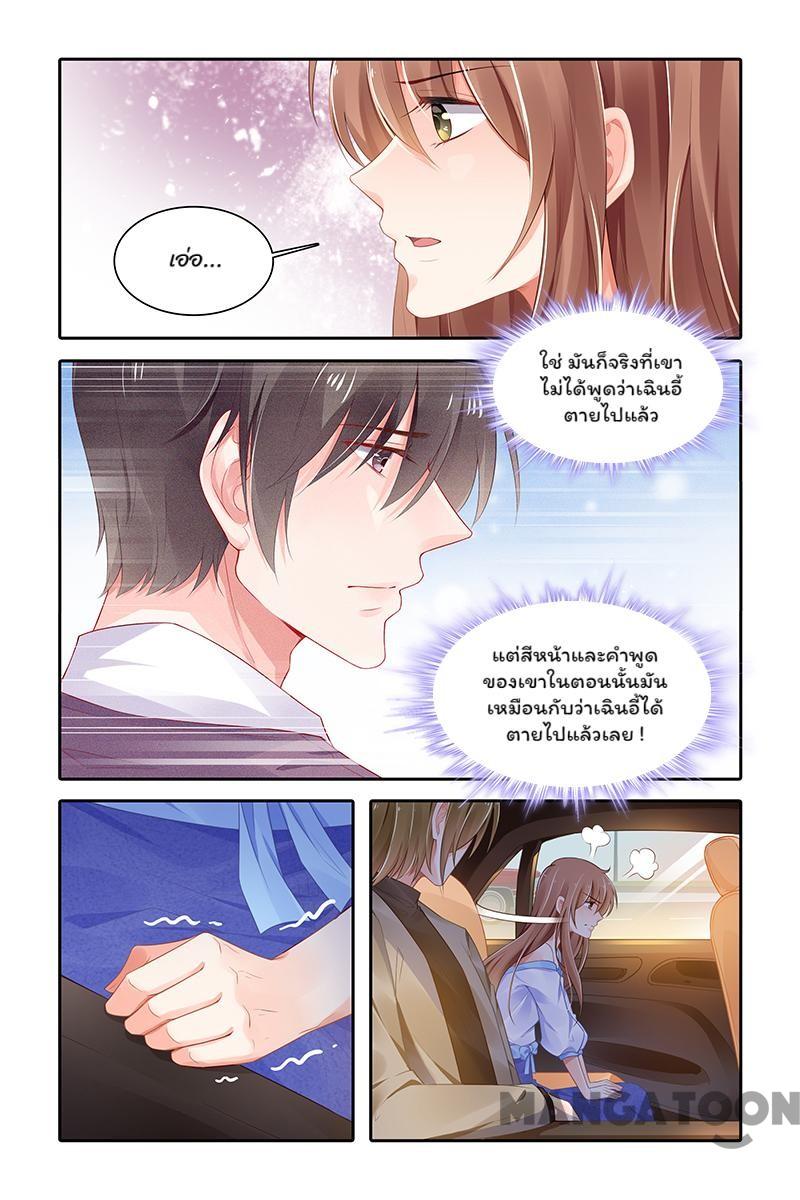 เอ่อ...
ใช่ มันก็จริงที่เขา
ไม่ได้พูดว่าเฉินอี้
ตายไปแล้ว
แต่สีหน้าและคำพูด
ของเขาในตอนนั้นมัน
เหมือนกับว่าเฉินอี้ได้
ตายไปแล้วเลย !
MANGATOON